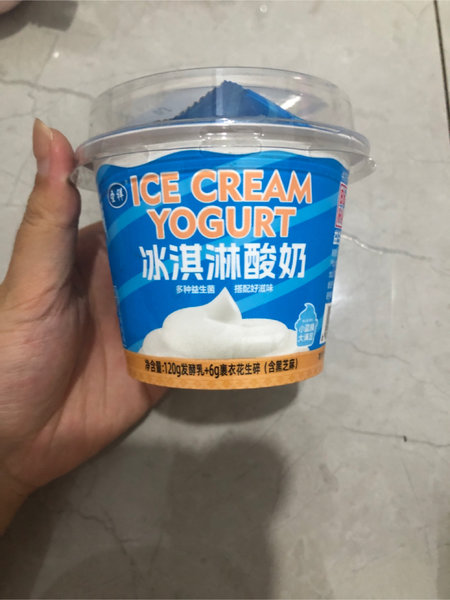 ICE CREAM
YOGURT
冰淇淋酸奶
多种益生菌 搭配好滋味
净含量:120g发酵乳+6g裹衣花生碎(含黑芝麻)